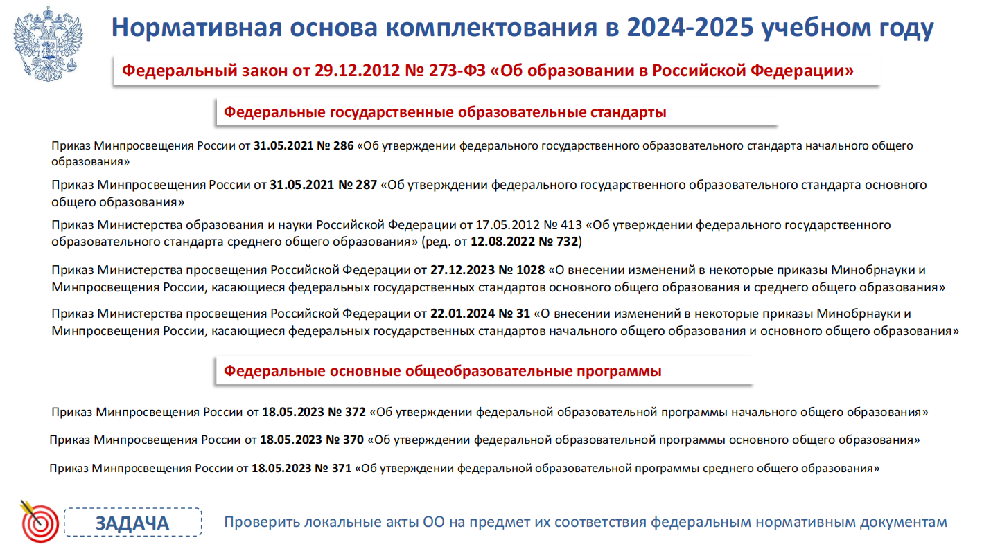 Нормативная основа комплектования в 2024-2025 учебном году
Федеральный закон от 29.12.2012 № 273-ФЗ «Об образовании в Российской Федерации»
Федеральные государственные образовательные стандарты
Приказ Минпросвещения России от 31.05.2021 № 286 «Об утверждении федерального государственного образовательного стандарта начального общего
образования»
Приказ Минпросвещения России от 31.05.2021 № 287 «Об утверждении федерального государственного образовательного стандарта основного
общего образования»
Приказ Министерства образования и науки Российской Федерации от 17.05.2012 № 413 «Об утверждении федерального государственного
образовательного стандарта среднего общего образования» (ред. от 12.08.2022 № 732)
Приказ Министерства просвещения Российской Федерации от 27.12.2023 № 1028 «О внесении изменений в некоторые приказы Минобрнауки и
Минпросвещения России, касающиеся федеральных государственных стандартов основного общего образования и среднего общего образования»
Приказ Министерства просвещения Российской Федерации от 22.01.2024 № 31 «О внесении изменений в некоторые приказы Минобрнауки и
Минпросвещения России, касающиеся федеральных государственных стандартов начального общего образования и основного общего образования»
Федеральные основные общеобразовательные программы
Приказ Минпросвещения России от 18.05.2023 № 372 «Об утверждении федеральной образовательной программы начального общего образования»
Приказ Минпросвещения России от 18.05.2023 № 370 «Об утверждении федеральной образовательной программы основного общего образования»
Приказ Минпросвещения России от 18.05.2023 № 371 «Об утверждении федеральной образовательной программы среднего общего образования»
ЗАДАЧА
Проверить локальные акты ОО на предмет их соответствия федеральным нормативным документам